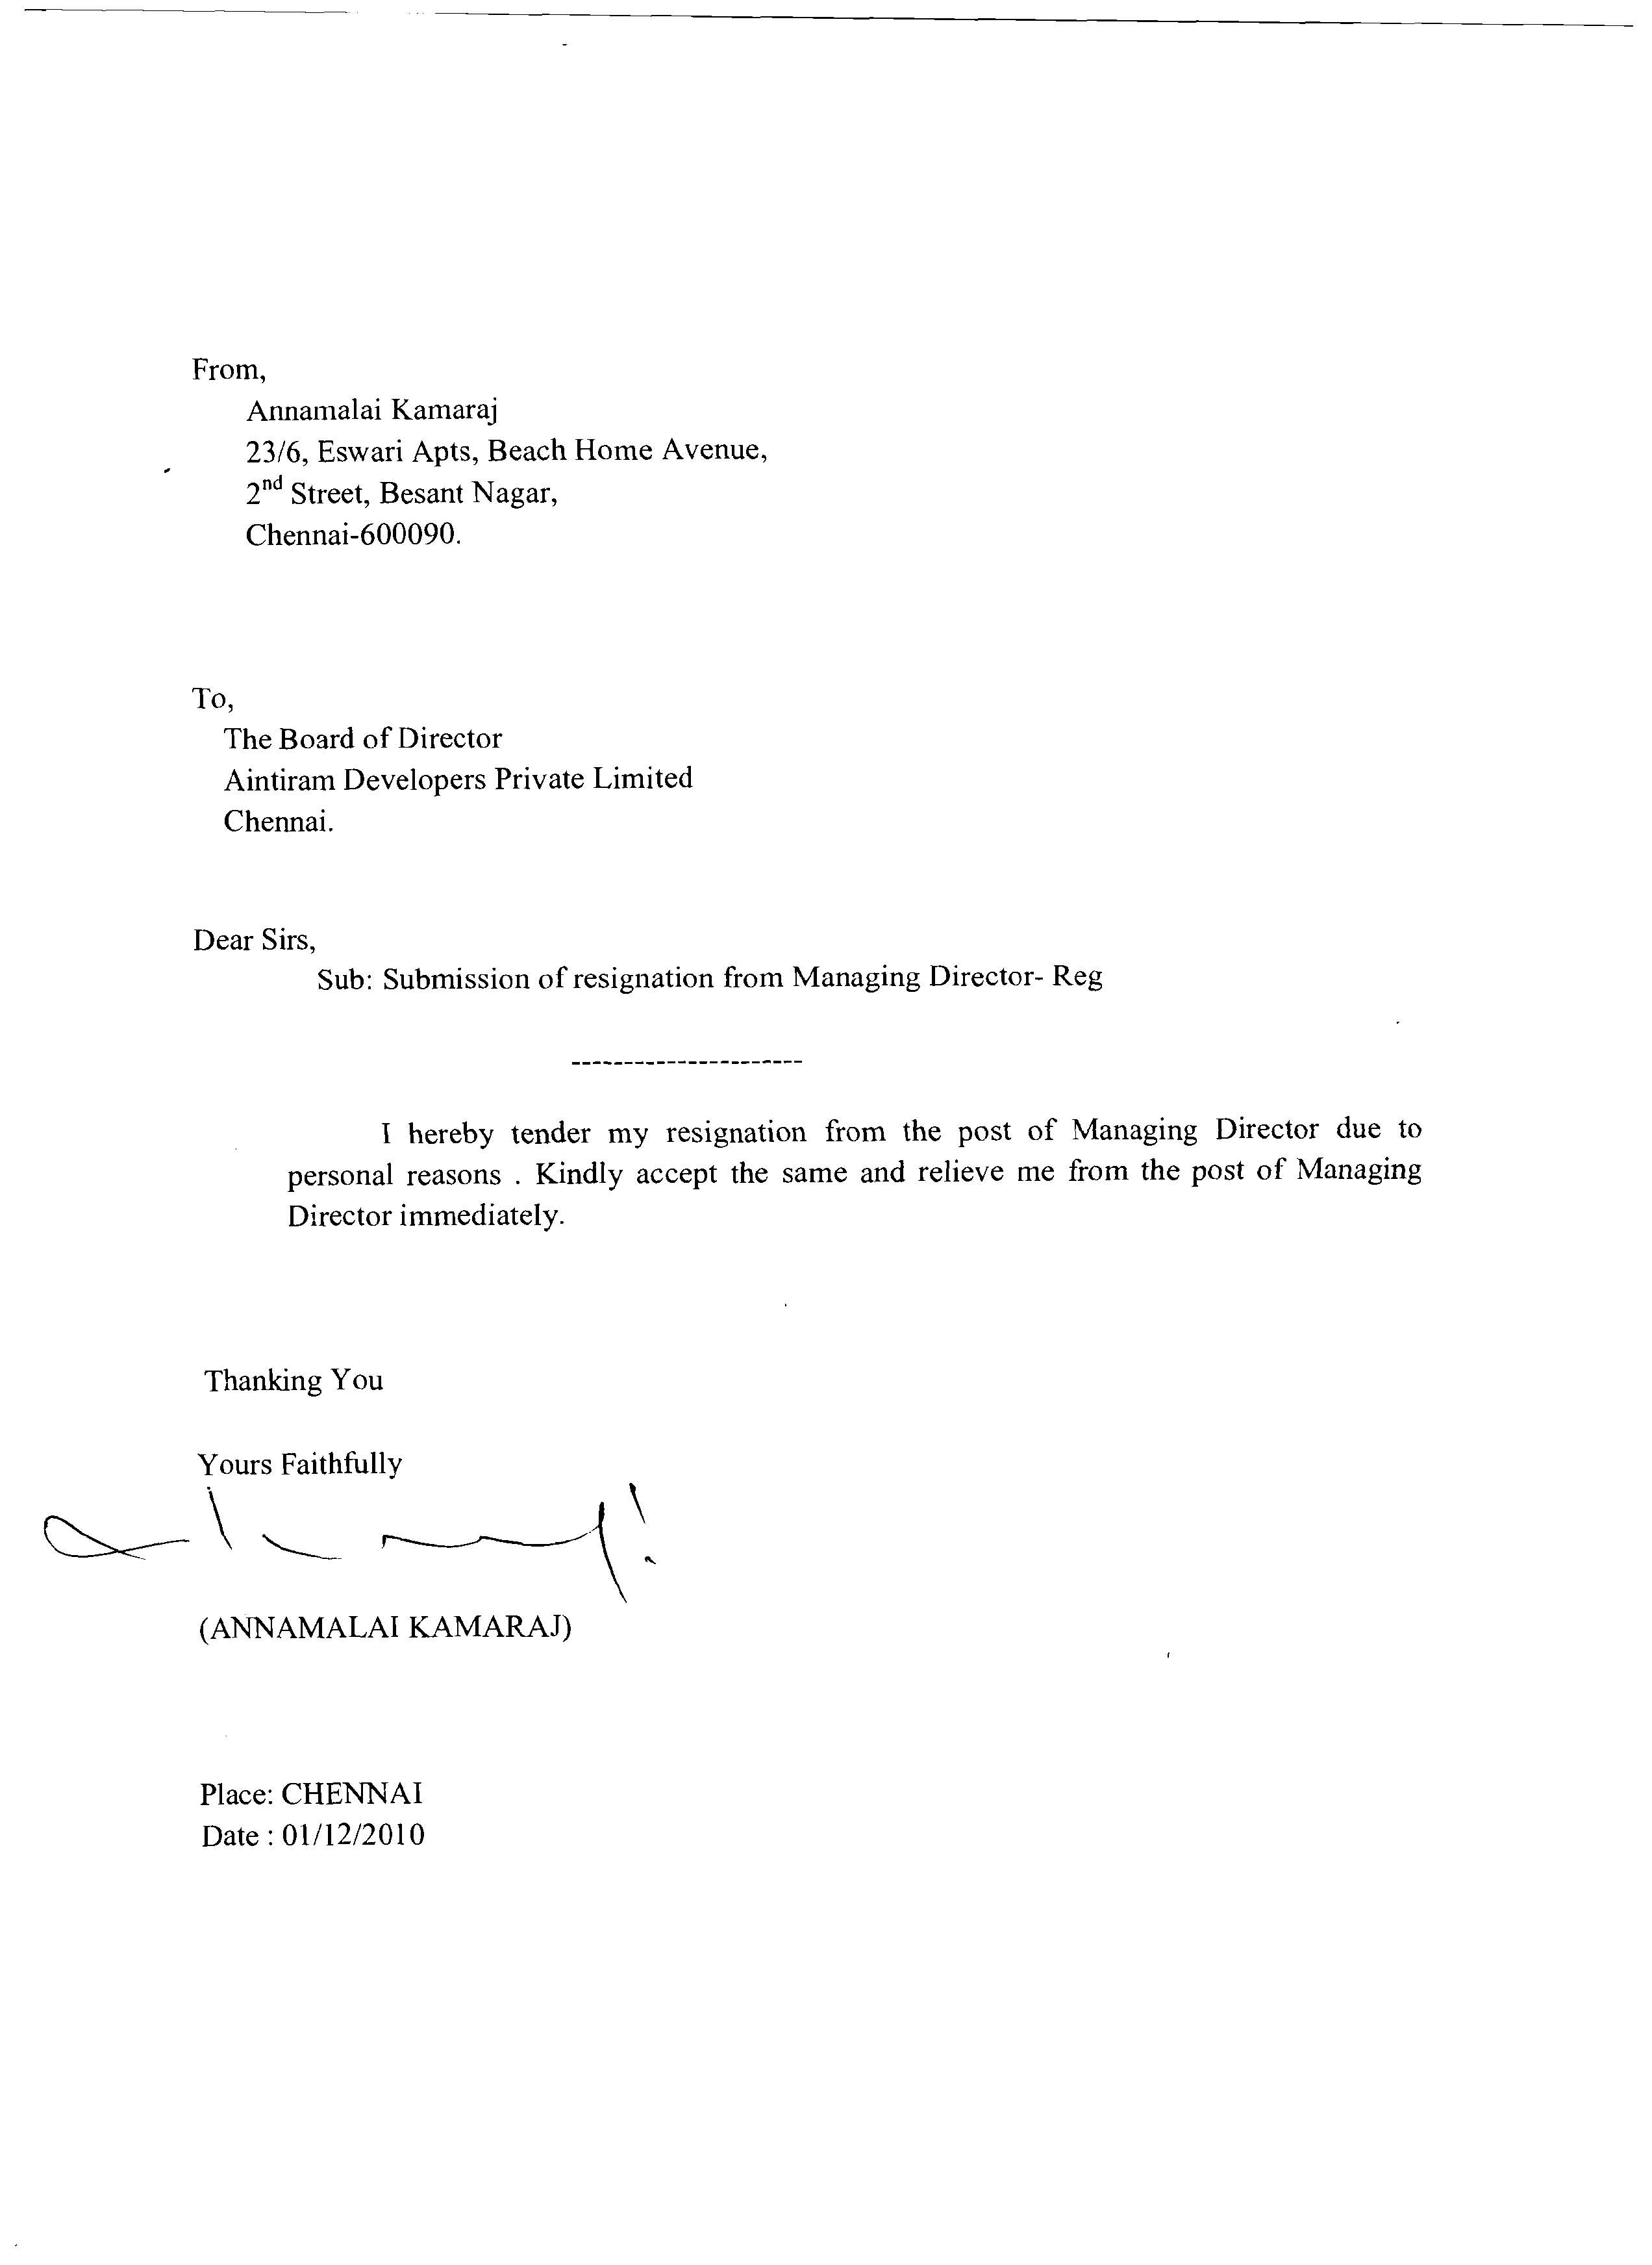 From,
Annamalai Kamaraj
23/6, Eswari Apts, Beach Home Avenue,
2nd Street, Besant Nagar,
Chennai-600090.
To,
The Board of Director
Aintiram Developers Private Limited
Chennai.
Dear Sirs,
Sub: Submission of resignation from Managing Director- Reg
----------------------
I hereby tender my resignation from the post of Managing Director due to
personal reasons . Kindly accept the same and relieve me from the post of Managing
Director immediately.
Thanking You
Yours Faithfully
(ANNAMALAI KAMARAJ)
Place: CHENNAI
Date : 01/12/2010